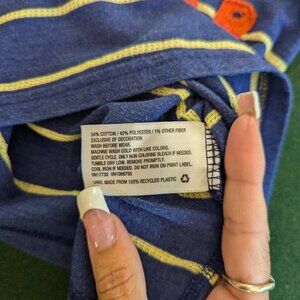 54% COTTON / 45% POLYESTER / 1% OTHER FIBER
EXCLUSIVE OF DECORATION
WASH BEFORE WEAR.
MACHINE WASH COLD WITH LIKE COLORS.
GENTLE CYCLE. ONLY NON-CHLORINE BLEACH IF NEEDED.
TUMBLE DRY LOW. REMOVE PROMPTLY.
COOL IRON IF NEEDED. DO NOT IRON ON PRINT LABEL.
RN17730 VN1066795
LABEL MADE FROM 100% RECYCLED PLASTIC